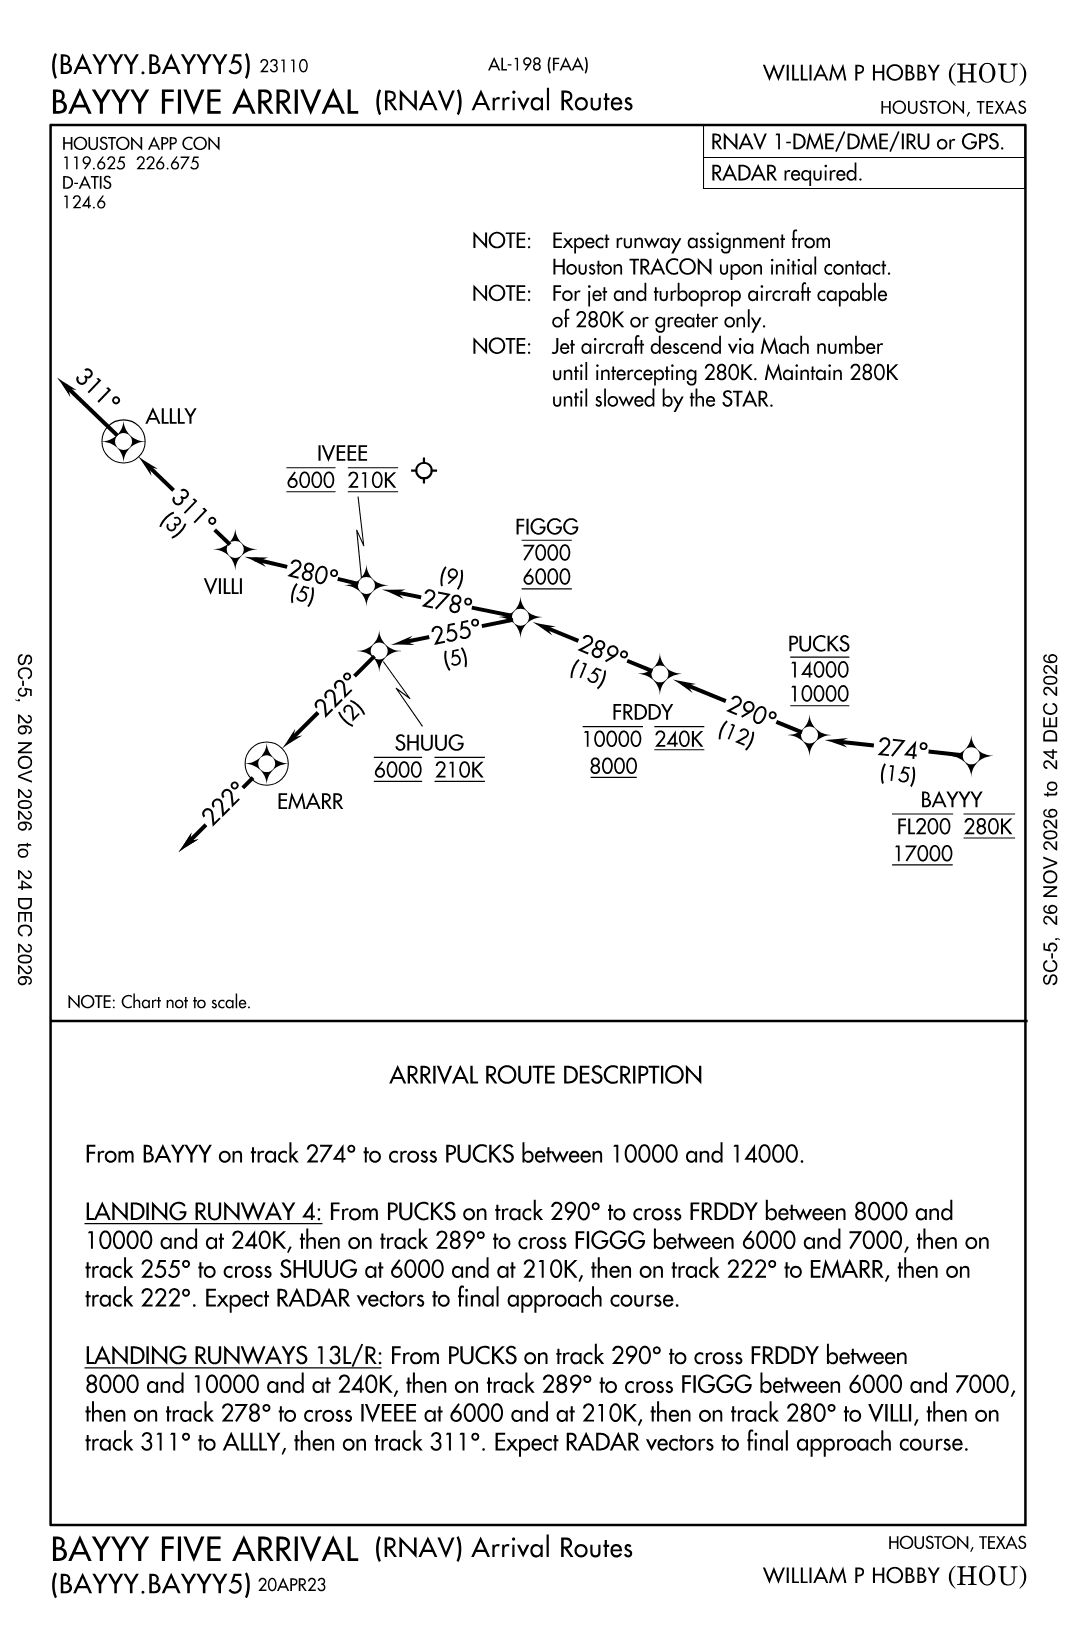 (BAYYY.BAYYY5) 23110
AL-198 (FAA)
WILLIAM P HOBBY (HOU)
BAYYY FIVE ARRIVAL (RNAV) Arrival Routes
HOUSTON, TEXAS
HOUSTON APP CON
119.625 226.675
D-ATIS
124.6
RNAV 1-DME/DME/IRU or GPS.
RADAR required.
NOTE: Expect runway assignment from
Houston TRACON upon initial contact.
NOTE: For jet and turboprop aircraft capable
of 280K or greater only.
NOTE: Jet aircraft descend via Mach number
until intercepting 280K. Maintain 280K
until slowed by the STAR.
311°
ALLLY
311°
(3)
VILLI
IVEEE
6000 210K
280°
(5)
(9)
278°
FIGGG
7000
6000
255°
(5)
222°
(2)
SHUUG
6000 210K
EMARR
222°
289°
(15)
FRDDY
10000 240K
8000
290°
(12)
PUCKS
14000
10000
274°
(15)
BAYYY
FL200 280K
17000
NOTE: Chart not to scale.
SC-5, 26 NOV 2026 to 24 DEC 2026
SC-5, 26 NOV 2026 to 24 DEC 2026
ARRIVAL ROUTE DESCRIPTION
From BAYYY on track 274° to cross PUCKS between 10000 and 14000.
LANDING RUNWAY 4: From PUCKS on track 290° to cross FRDDY between 8000 and
10000 and at 240K, then on track 289° to cross FIGGG between 6000 and 7000, then on
track 255° to cross SHUUG at 6000 and at 210K, then on track 222° to EMARR, then on
track 222°. Expect RADAR vectors to final approach course.
LANDING RUNWAYS 13L/R: From PUCKS on track 290° to cross FRDDY between
8000 and 10000 and at 240K, then on track 289° to cross FIGGG between 6000 and 7000,
then on track 278° to cross IVEEE at 6000 and at 210K, then on track 280° to VILLI, then on
track 311° to ALLLY, then on track 311°. Expect RADAR vectors to final approach course.
BAYYY FIVE ARRIVAL (RNAV) Arrival Routes
HOUSTON, TEXAS
(BAYYY.BAYYY5) 20APR23
WILLIAM P HOBBY (HOU)